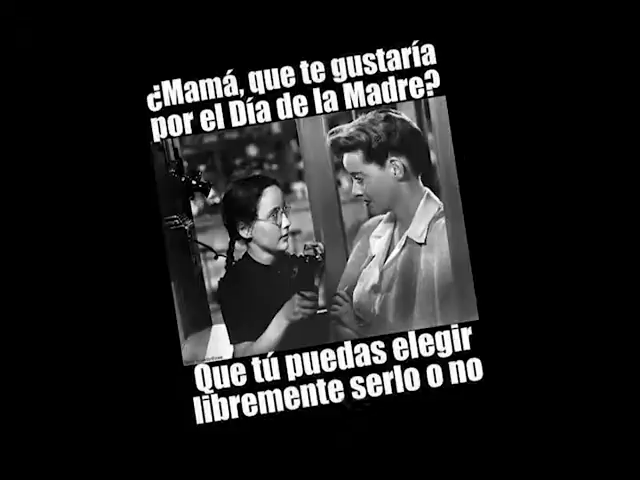 ¿Mamá, que te gustaría
por el Día de la Madre?
Que tú puedas elegir
libremente serlo o no